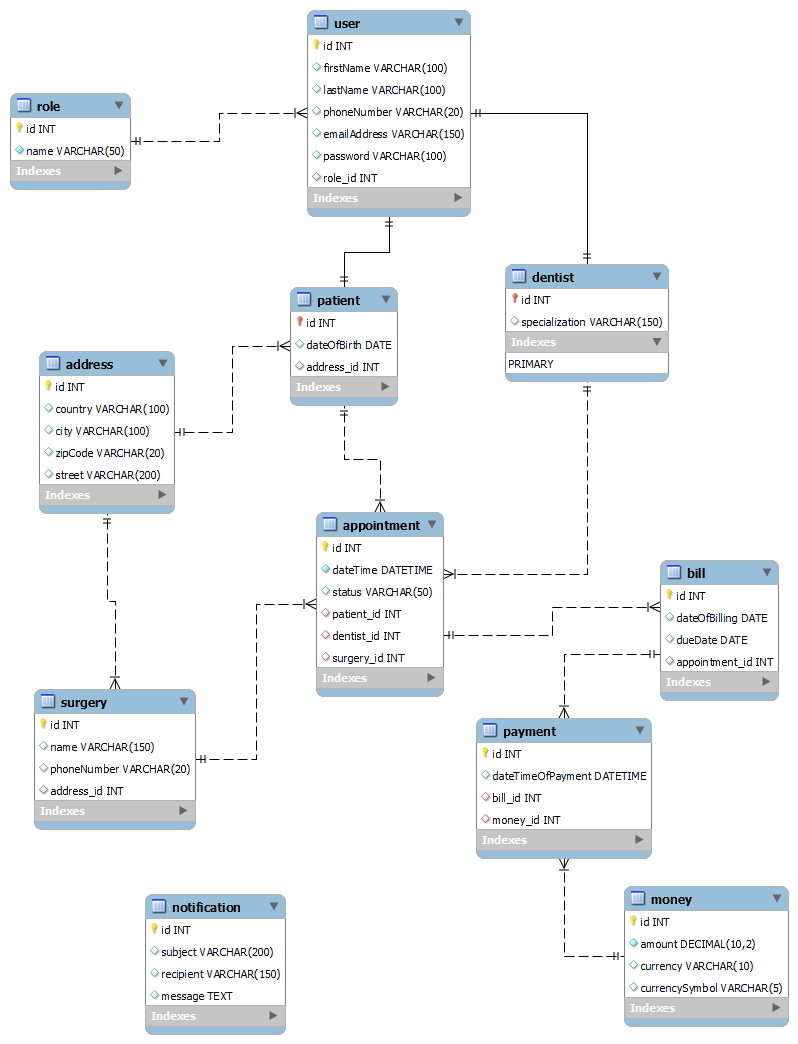 user
id INT
firstName VARCHAR(100)
lastName VARCHAR(100)
phoneNumber VARCHAR(20)
emailAddress VARCHAR(150)
password VARCHAR(100)
role_id INT
Indexes
role
id INT
name VARCHAR(50)
Indexes
dentist
id INT
specialization VARCHAR(150)
Indexes
PRIMARY
patient
id INT
dateOfBirth DATE
address_id INT
Indexes
address
id INT
country VARCHAR(100)
city VARCHAR(100)
zipCode VARCHAR(20)
street VARCHAR(200)
Indexes
appointment
id INT
dateTime DATETIME
status VARCHAR(50)
patient_id INT
dentist_id INT
surgery_id INT
Indexes
bill
id INT
dateOfBilling DATE
dueDate DATE
appointment_id INT
Indexes
surgery
id INT
name VARCHAR(150)
phoneNumber VARCHAR(20)
address_id INT
Indexes
payment
id INT
dateTimeOfPayment DATETIME
bill_id INT
money_id INT
Indexes
notification
id INT
subject VARCHAR(200)
recipient VARCHAR(150)
message TEXT
Indexes
money
id INT
amount DECIMAL(10,2)
currency VARCHAR(10)
currencySymbol VARCHAR(5)
Indexes